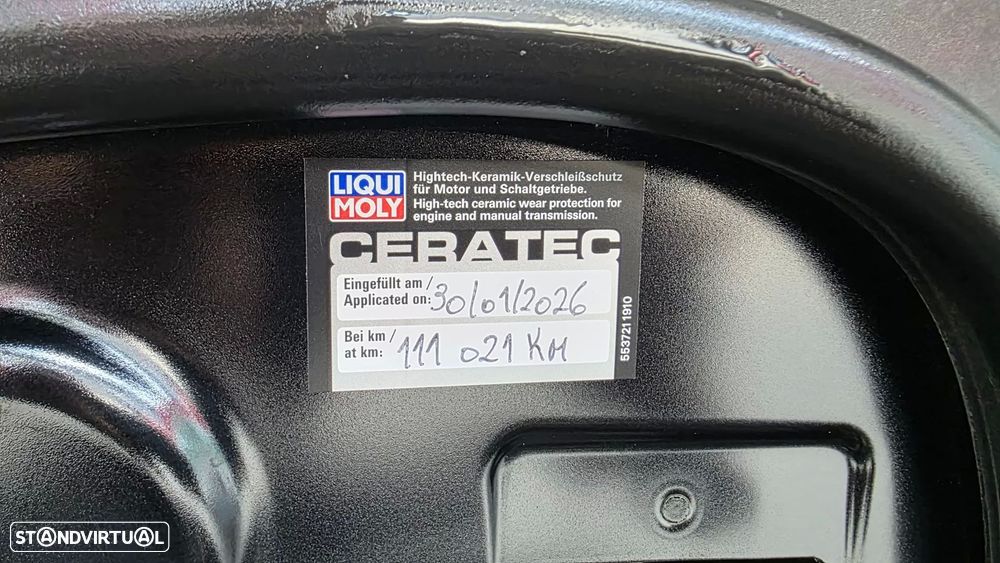 LIQUI
MOLY
Hightech-Keramik-Verschleißschutz
für Motor und Schaltgetriebe.
High-tech ceramic wear protection for
engine and manual transmission.
CERATEC
Eingefüllt am/
Applicated on: 30/01/2026
Bei km/
at km: 111 021 KM
5537211910
STANDVIRTUAL